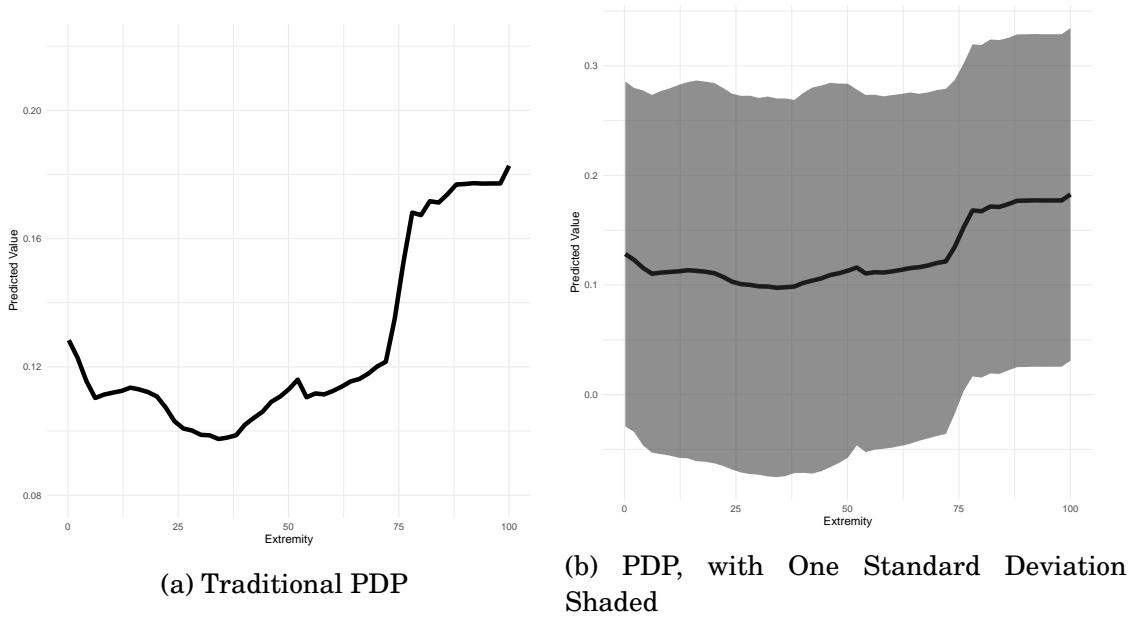 0.20
0.16
0.12
0.08
Predicted Value
0 25 50 75 100
Extremity
(a) Traditional PDP
0.3
0.2
0.1
0.0
Predicted Value
0 25 50 75 100
Extremity
(b) PDP, with One Standard Deviation
Shaded